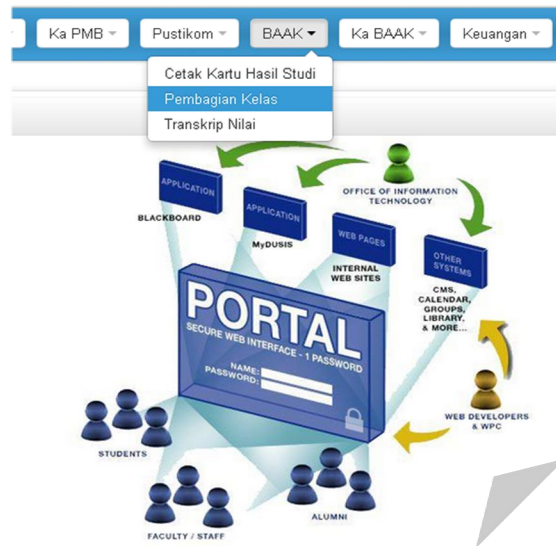 Ka PMB
Pustikom
BAAK
Ka BAAK
Keuangan
Cetak Kartu Hasil Studi
Pembagian Kelas
Transkrip Nilai
APPLICATION
BLACKBOARD
APPLICATION
MyDUSIS
WEB PAGES
INTERNAL
WEB SITES
OTHER
SYSTEMS
CMS,
CALENDAR,
GROUPS,
LIBRARY,
& MORE...
OFFICE OF INFORMATION
TECHNOLOGY
PORTAL
SECURE WEB INTERFACE - 1 PASSWORD
NAME:
PASSWORD:
WEB DEVELOPERS
& WPC
STUDENTS
FACULTY / STAFF
ALUMNI